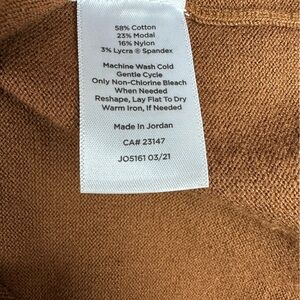 58% Cotton
23% Modal
16% Nylon
3% Lycra ® Spandex
Machine Wash Cold
Gentle Cycle
Only Non-Chlorine Bleach
When Needed
Reshape, Lay Flat To Dry
Warm Iron, If Needed
Made in Jordan
CA# 23147
JO5161 03/21